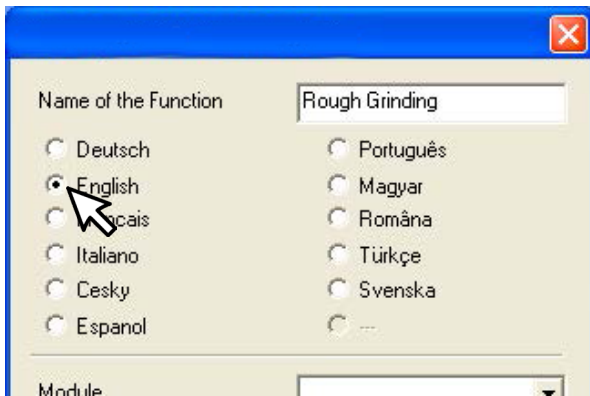 Name of the Function Rough Grinding
Deutsch Português
English Magyar
Româna
Italiano Türkçe
Cesky Svenska
Espanol ---
Module